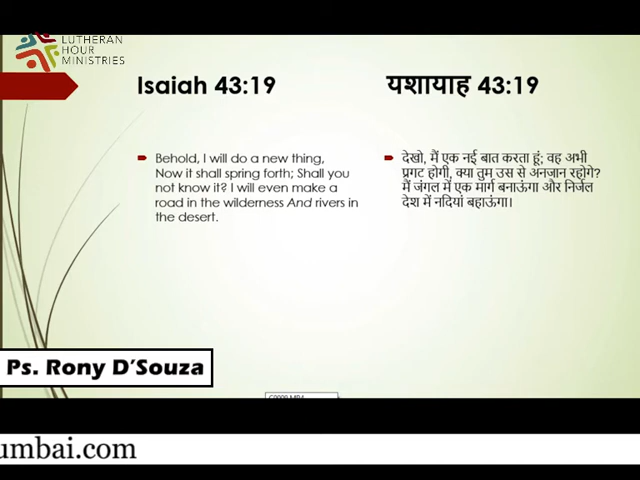 LUTHERAN
HOUR
MINISTRIES
Isaiah 43:19
Behold, I will do a new thing,
Now it shall spring forth; Shall you
not know it? I will even make a
road in the wilderness And rivers in
the desert.
यशायाह 43:19
देखो, मैं एक नई बात करता हूं; वह अभी
प्रगट होगी, क्या तुम उस से अनजान रहोगे?
मैं जंगल में एक मार्ग बनाऊंगा और निर्जल
देश में नदियां बहाऊंगा।
Ps. Rony D'Souza
umbai.com